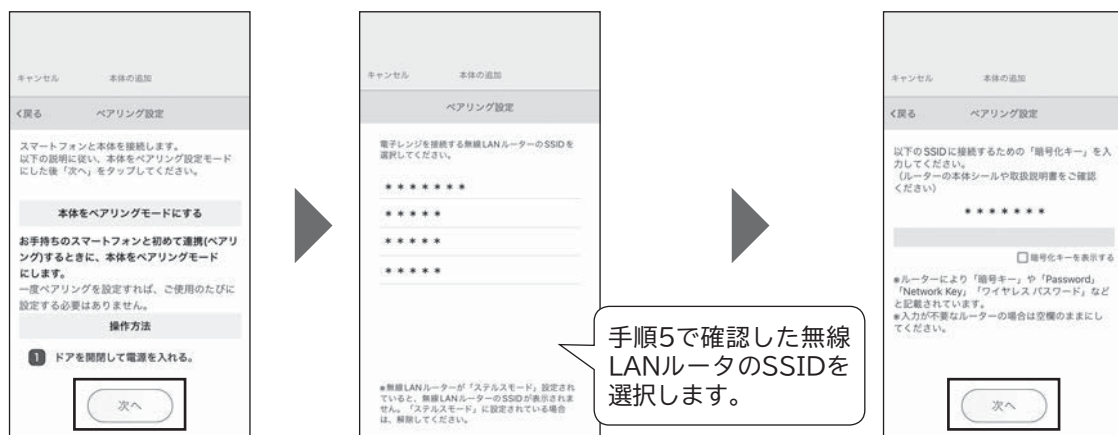 キャンセル 本体の追加
<戻る ペアリング設定
スマートフォンと本体を接続します。
以下の説明に従い、本体をペアリング設定モード
にした後「次へ」をタップしてください。
本体をペアリングモードにする
お手持ちのスマートフォンと初めて連携(ペアリ
ング)するときに、本体をペアリングモード
にします。
一度ペアリングを設定すれば、ご使用のたびに
設定する必要はありません。
操作方法
1 ドアを開閉して電源を入れる。
次へ
キャンセル 本体の追加
ペアリング設定
電子レンジを接続する無線LANルーターのSSIDを
選択してください。
*******
*****
*****
*****
※無線LANルーターが「ステルスモード」設定され
ていると、無線LANルーターのSSIDが表示されま
せん。「ステルスモード」に設定されている場合
は、解除してください。
手順5で確認した無線
LANルータのSSIDを
選択します。
キャンセル 本体の追加
<戻る ペアリング設定
以下のSSIDに接続するための「暗号化キー」を入
力してください。
(ルーターの本体シールや取扱説明書をご確認
ください)
*******
暗号化キーを表示する
※ルーターにより「暗号キー」や「Password」
「Network Key」「ワイヤレス パスワード」など
と記載されています。
※入力が不要なルーターの場合は空欄のままにし
てください。
次へ